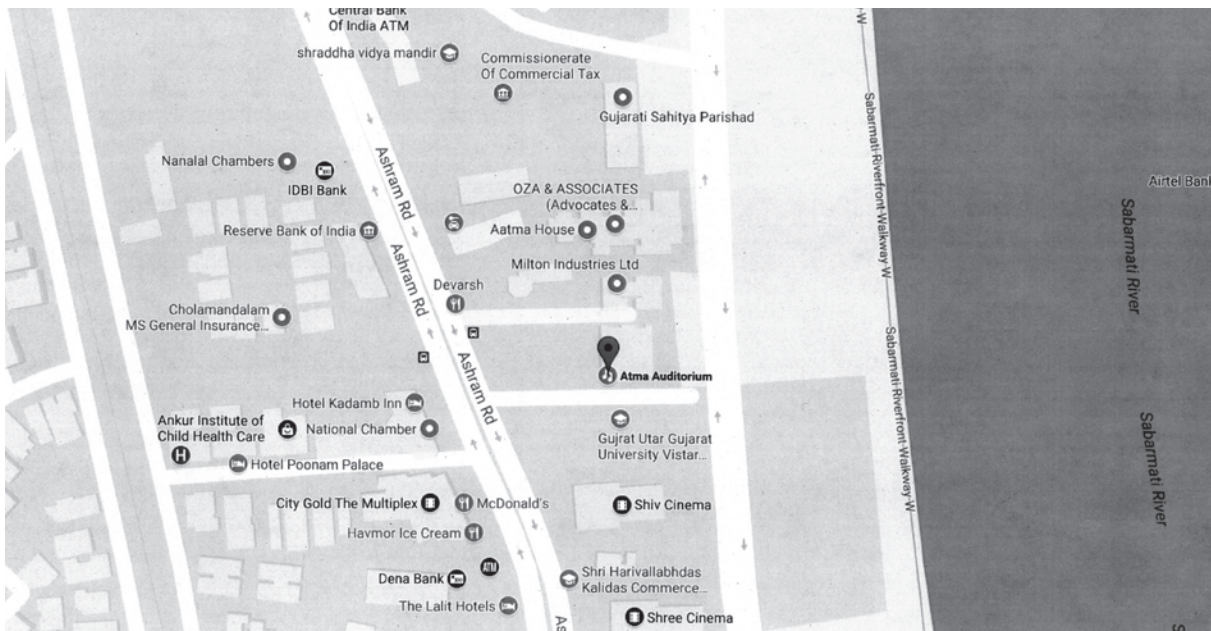 Central Bank
Of India ATM
shraddha vidya mandir
Commissionerate
Of Commercial Tax
Gujarati Sahitya Parishad
Nanalal Chambers
IDBI Bank
Ashram Rd
OZA & ASSOCIATES
(Advocates &...
Aatma House
Reserve Bank of India
Ashram Rd
Milton Industries Ltd
Devarsh
Cholamandalam
MS General Insurance...
Ashram Rd
Atma Auditorium
Hotel Kadamb Inn
National Chamber
Ankur Institute of
Child Health Care
H
Hotel Poonam Palace
Gujrat Utar Gujarat
University Vistar...
City Gold The Multiplex
McDonald's
Shiv Cinema
Havmor Ice Cream
ATM
Dena Bank
Shri Harivallabhdas
Kalidas Commerce...
The Lalit Hotels
Shree Cinema
As
W
Sabarmati Riverfront Walkway W
Sabarmati Riverfront Walkway W
Airtel Bank
Sabarmati River
Sabarmati River
S